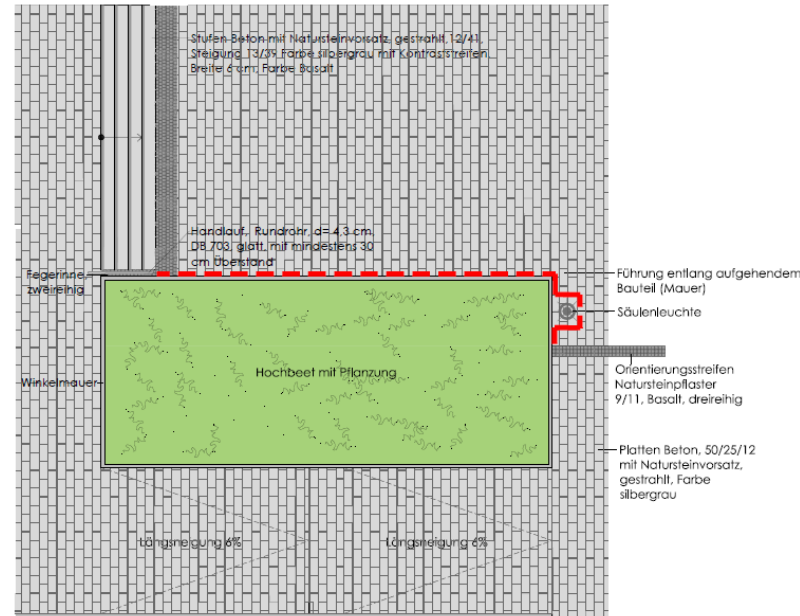 Stufen Beton mit Natursteinvorsatz, gestrahlt,12/41,
Steigung 13/39,Farbe silbergrau mit Kontraststreifen,
Breite 6 cm, Farbe Basalt
Handlauf, Rundrohr, d= 4,3 cm,
DB 703, glatt, mit mindestens 30
cm Überstand
Fegerinne,
zweireihig
Führung entlang aufgehendem
Bauteil (Mauer)
Säulenleuchte
Hochbeet mit Pflanzung
Winkelmauer
Orientierungsstreifen
Natursteinpflaster
9/11, Basalt, dreireihig
Platten Beton, 50/25/12
mit Natursteinvorsatz,
gestrahlt, Farbe
silbergrau
Längsneigung 6%
Längsneigung 6%